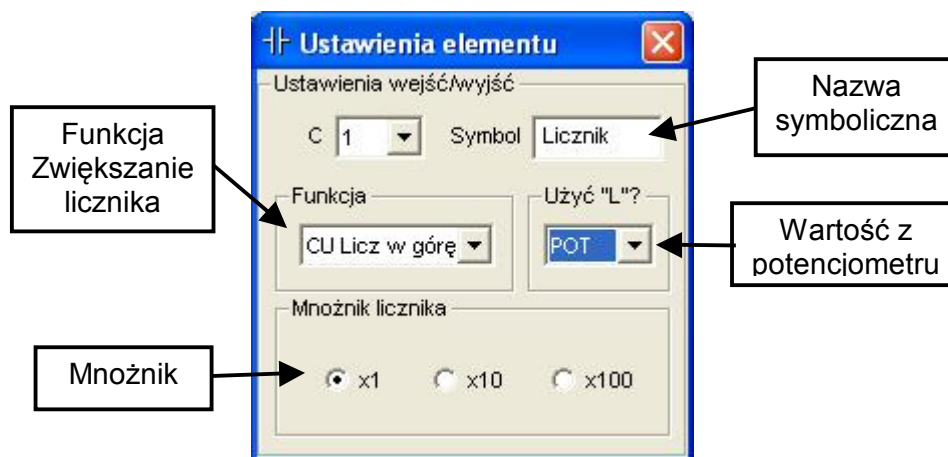 Ustawienia elementu
Ustawienia wejść/wyjść
C 1 Symbol Licznik
Nazwa
symboliczna
Funkcja
Zwiększanie
licznika
Funkcja
CU Licz w górę
Użyć "L"?
POT
Wartość z
potencjometru
Mnożnik licznika
Mnożnik
x1 x10 x100